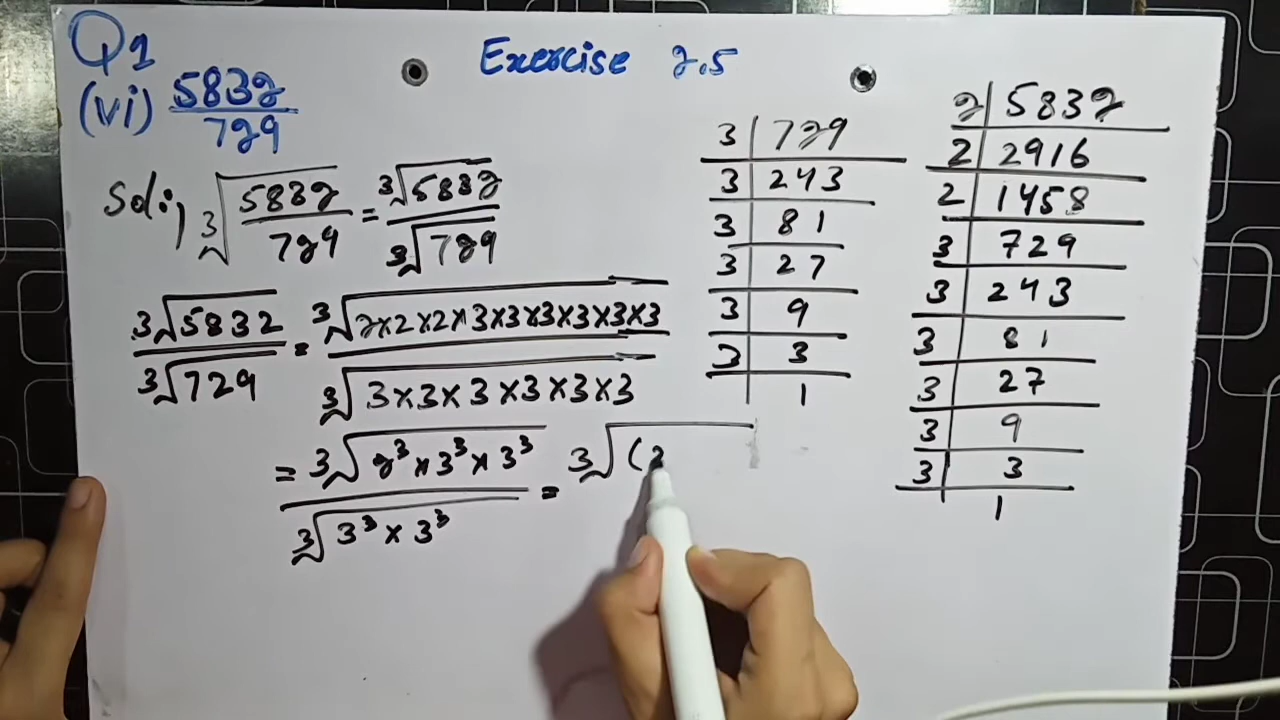 Q1
Exercise 2.5
(vi) 5832/729
Sol:, ∛(5832/729) = ∛5832/∛729
∛5832/∛729 = ∛(2×2×2×3×3×3×3×3×3)/∛(3×3×3×3×3×3)
= ∛(2³×3³×3³)/∛(3³×3³) = ∛(2
3 | 729
3 | 243
3 | 81
3 | 27
3 | 9
3 | 3
1
2 | 5832
2 | 2916
2 | 1458
3 | 729
3 | 243
3 | 81
3 | 27
3 | 9
3 | 3
1